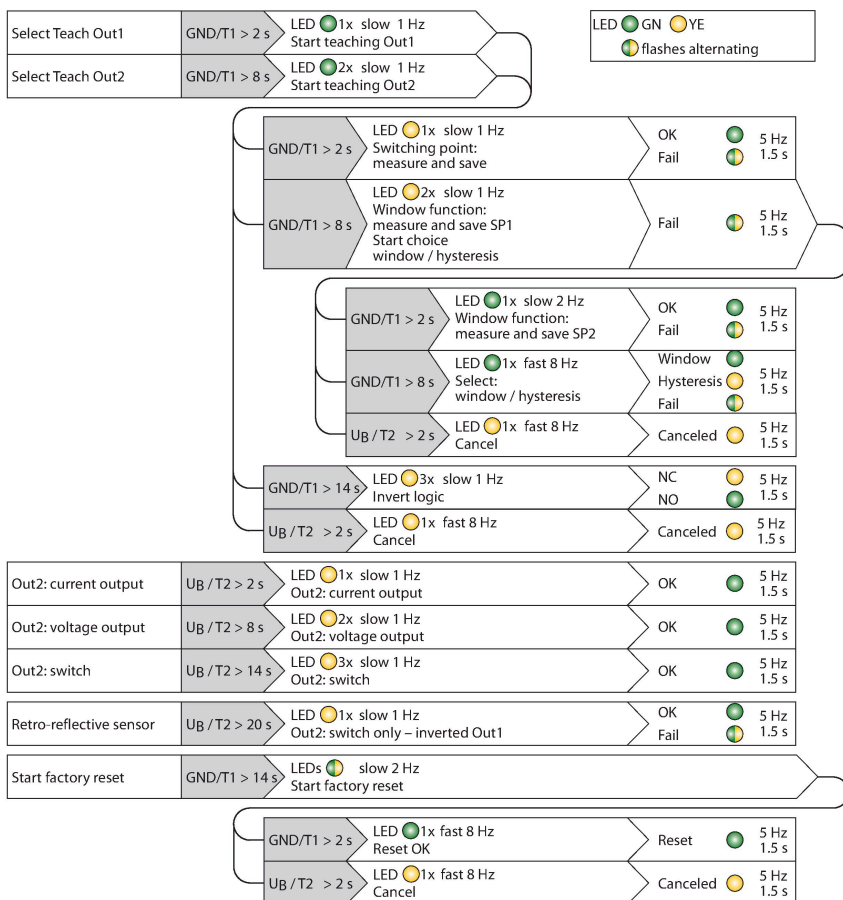 LED GN YE
flashes alternating
Select Teach Out1 GND/T1 > 2 s LED 1x slow 1 Hz
Start teaching Out1
Select Teach Out2 GND/T1 > 8 s LED 2x slow 1 Hz
Start teaching Out2
GND/T1 > 2 s LED 1x slow 1 Hz
Switching point:
measure and save
OK
Fail
5 Hz
1.5 s
GND/T1 > 8 s LED 2x slow 1 Hz
Window function:
measure and save SP1
Start choice
window / hysteresis
Fail
5 Hz
1.5 s
GND/T1 > 2 s LED 1x slow 2 Hz
Window function:
measure and save SP2
OK
Fail
5 Hz
1.5 s
GND/T1 > 8 s LED 1x fast 8 Hz
Select:
window / hysteresis
Window
Hysteresis
Fail
5 Hz
1.5 s
UB / T2 > 2 s LED 1x fast 8 Hz
Cancel
Canceled
5 Hz
1.5 s
GND/T1 > 14 s LED 3x slow 1 Hz
Invert logic
NC
NO
5 Hz
1.5 s
UB / T2 > 2 s LED 1x fast 8 Hz
Cancel
Canceled
5 Hz
1.5 s
Out2: current output UB / T2 > 2 s LED 1x slow 1 Hz
Out2: current output
OK
5 Hz
1.5 s
Out2: voltage output UB / T2 > 8 s LED 2x slow 1 Hz
Out2: voltage output
OK
5 Hz
1.5 s
Out2: switch UB / T2 > 14 s LED 3x slow 1 Hz
Out2: switch
OK
5 Hz
1.5 s
Retro-reflective sensor UB / T2 > 20 s LED 1x slow 1 Hz
Out2: switch only – inverted Out1
OK
Fail
5 Hz
1.5 s
Start factory reset GND/T1 > 14 s LEDs slow 2 Hz
Start factory reset
GND/T1 > 2 s LED 1x fast 8 Hz
Reset OK
Reset
5 Hz
1.5 s
UB / T2 > 2 s LED 1x fast 8 Hz
Cancel
Canceled
5 Hz
1.5 s